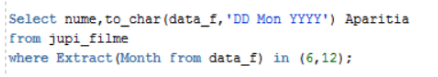 Select nume,to_char(data_f,'DD Mon YYYY') Aparitia
from jupi_filme
where Extract(Month from data_f) in (6,12);